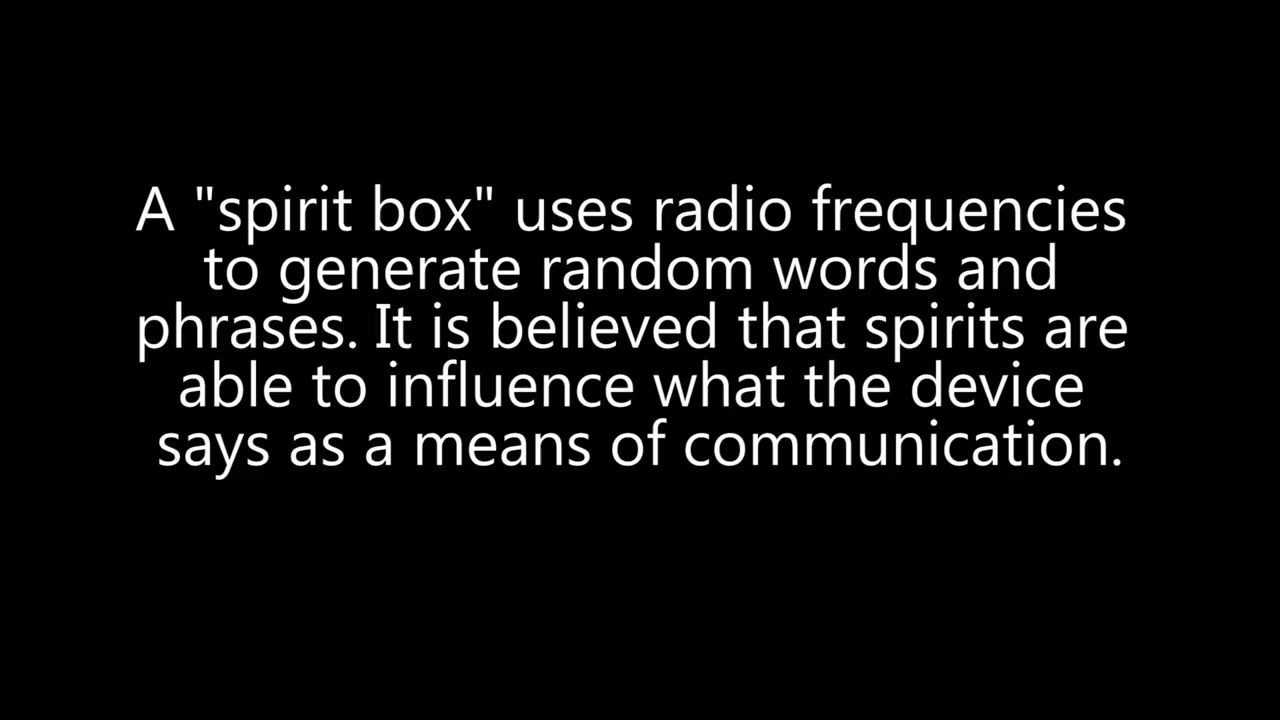 A "spirit box" uses radio frequencies
to generate random words and
phrases. It is believed that spirits are
able to influence what the device
says as a means of communication.